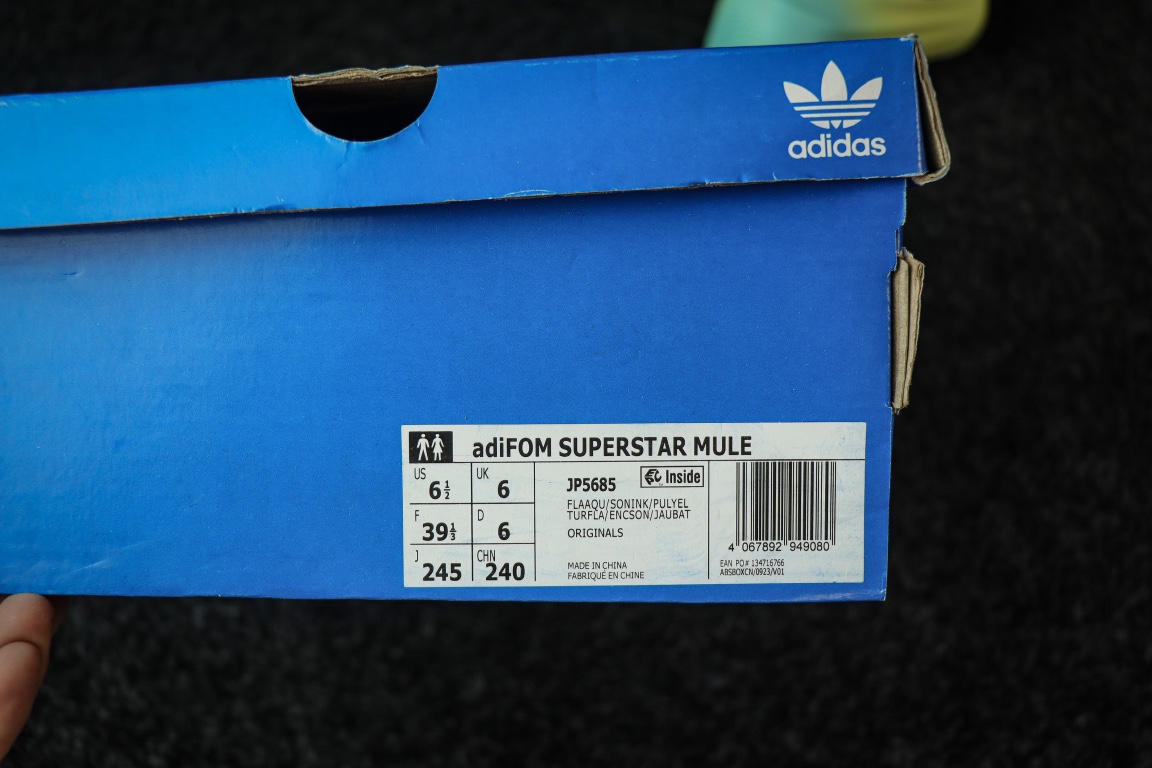 adidas
adiFOM SUPERSTAR MULE
US 6½ UK 6
F 39⅓ D 6
J 245 CHN 240
JP5685
Inside
FLAAQU/SONINK/PULYEL
TURFLA/ENCSON/JAUBAT
ORIGINALS
MADE IN CHINA
FABRIQUÉ EN CHINE
4 067892 949080
EAN PO# 134716766
ABSBOXCN/0923/V01